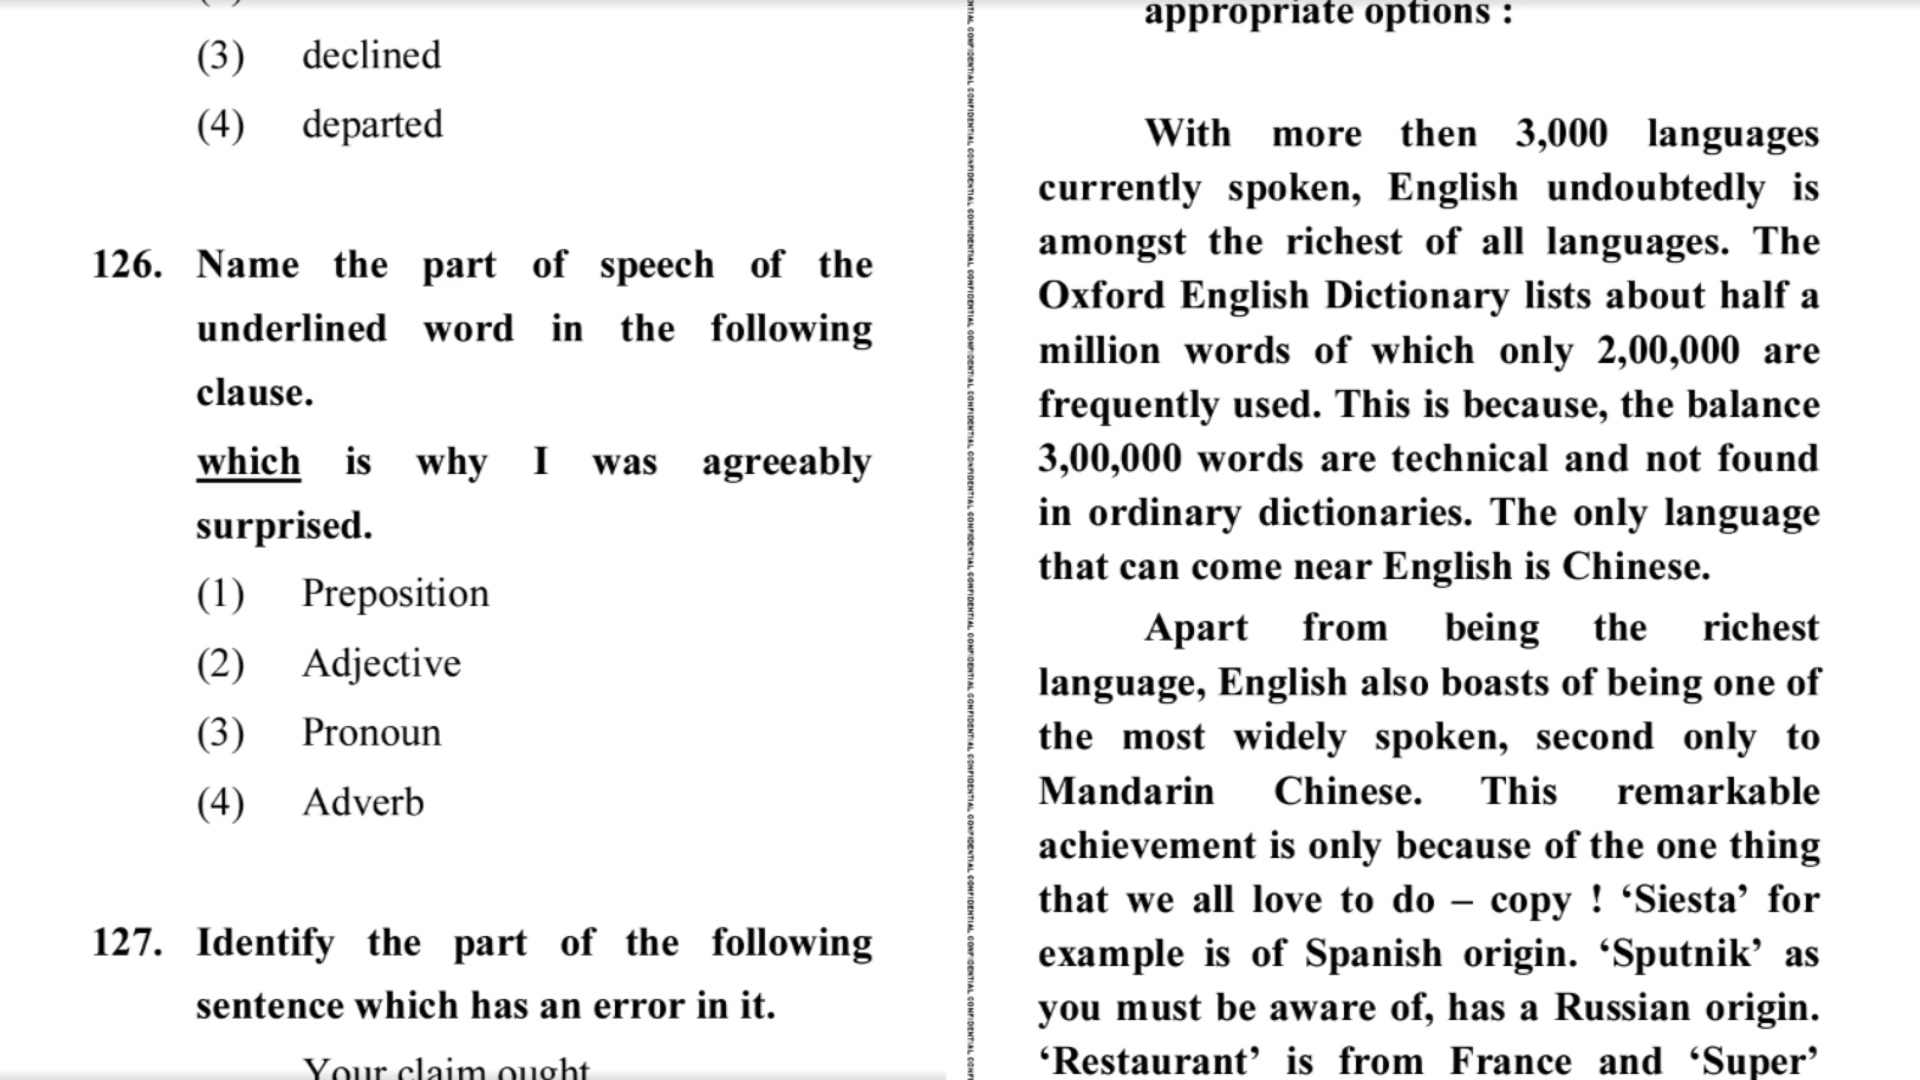 (3) declined
(4) departed
126. Name the part of speech of the
underlined word in the following
clause.
which is why I was agreeably
surprised.
(1) Preposition
(2) Adjective
(3) Pronoun
(4) Adverb
127. Identify the part of the following
sentence which has an error in it.
Your claim ought
CONFIDENTIAL CONFIDENTIAL CONFIDENTIAL
appropriate options :
With more then 3,000 languages
currently spoken, English undoubtedly is
amongst the richest of all languages. The
Oxford English Dictionary lists about half a
million words of which only 2,00,000 are
frequently used. This is because, the balance
3,00,000 words are technical and not found
in ordinary dictionaries. The only language
that can come near English is Chinese.
Apart from being the richest
language, English also boasts of being one of
the most widely spoken, second only to
Mandarin Chinese. This remarkable
achievement is only because of the one thing
that we all love to do – copy ! ‘Siesta’ for
example is of Spanish origin. ‘Sputnik’ as
you must be aware of, has a Russian origin.
‘Restaurant’ is from France and ‘Super’